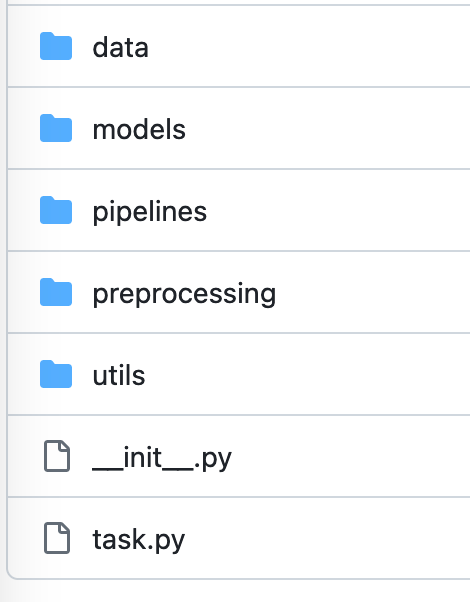 data
models
pipelines
preprocessing
utils
__init__.py
task.py